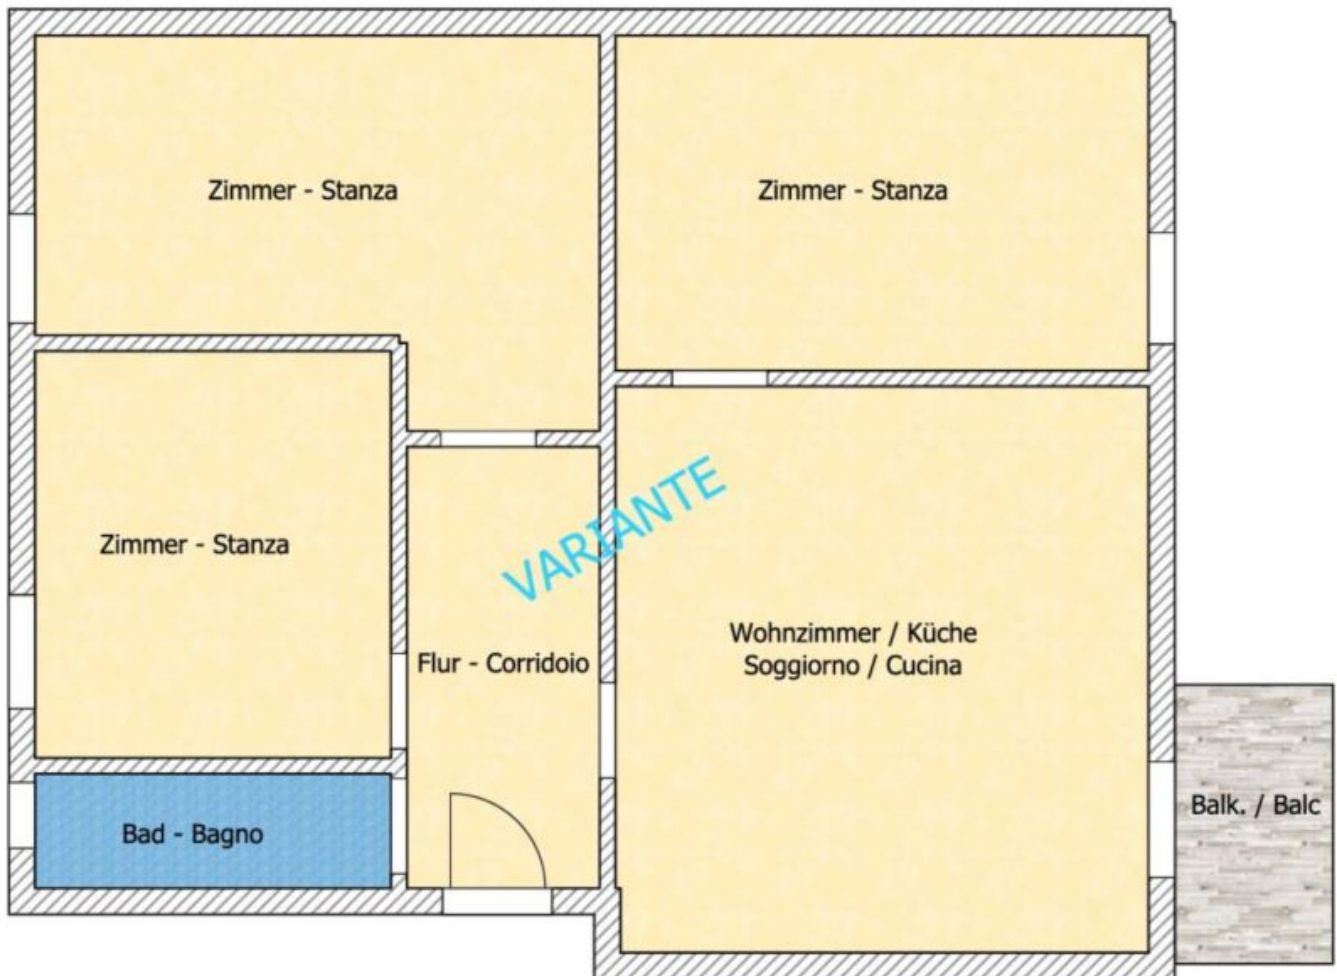 Zimmer - Stanza
Zimmer - Stanza
Zimmer - Stanza
VARIANTE
Flur - Corridoio
Wohnzimmer / Küche
Soggiorno / Cucina
Bad - Bagno
Balk. / Balc